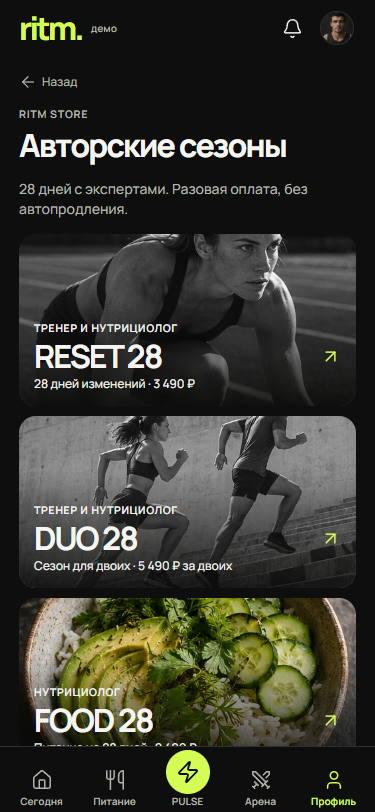 ritm. демо
Назад
RITM STORE
Авторские сезоны
28 дней с экспертами. Разовая оплата, без
автопродления.
ТРЕНЕР И НУТРИЦИОЛОГ
RESET 28
28 дней изменений · 3 490 ₽
ТРЕНЕР И НУТРИЦИОЛОГ
DUO 28
Сезон для двоих · 5 490 ₽ за двоих
НУТРИЦИОЛОГ
FOOD 28
Сегодня Питание PULSE Арена Профиль